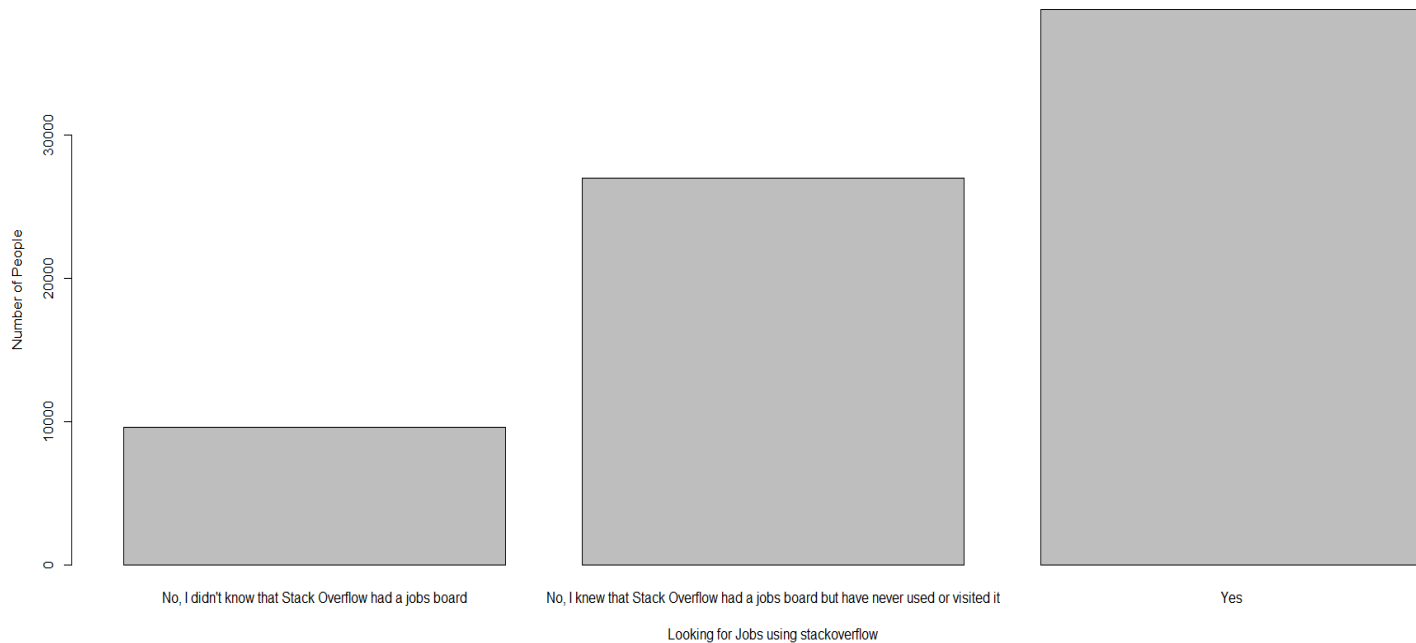 30000
20000
10000
0
Number of People
No, I didn't know that Stack Overflow had a jobs board
No, I knew that Stack Overflow had a jobs board but have never used or visited it
Yes
Looking for Jobs using stackoverflow